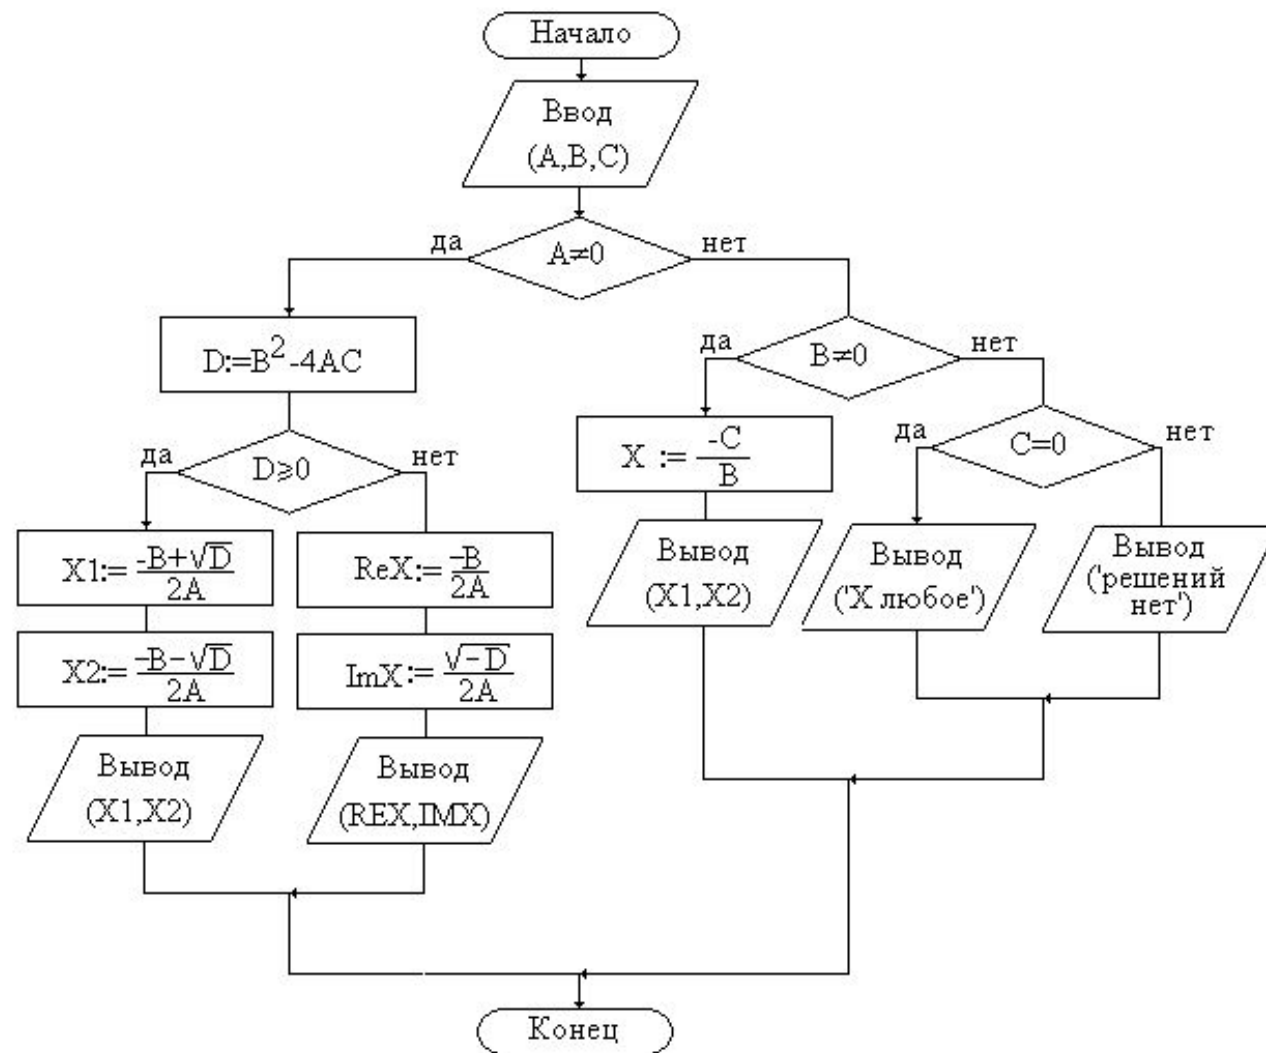 Начало
Ввод
(A,B,C)
да
A≠0
нет
D:=B²-4AC
да
B≠0
нет
X := -C/B
да
C=0
нет
да
D⩾0
нет
X1:= -B+√D/2A
ReX:= -B/2A
Вывод
(X1,X2)
Вывод
('X любое')
Вывод
('решений
нет')
X2:= -B-√D/2A
ImX:= √-D/2A
Вывод
(X1,X2)
Вывод
(REX,IMX)
Конец